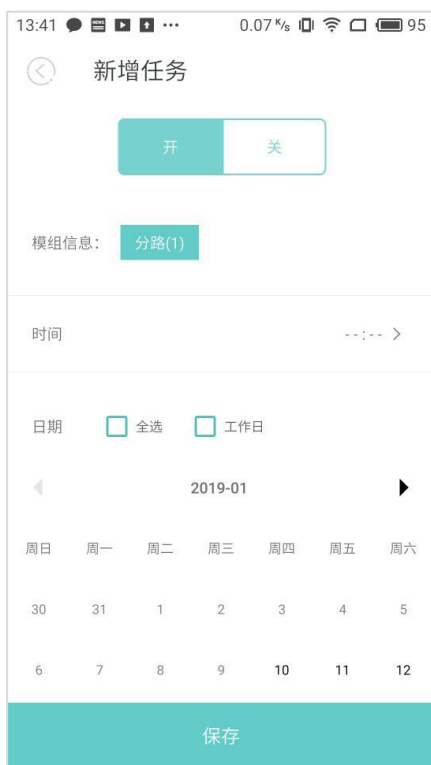 13:41 NEWS ··· 0.07 K/s 95
新增任务
开 关
模组信息： 分路(1)
时间 --:-- >
日期 全选 工作日
2019-01
周日 周一 周二 周三 周四 周五 周六
30 31 1 2 3 4 5
6 7 8 9 10 11 12
保存